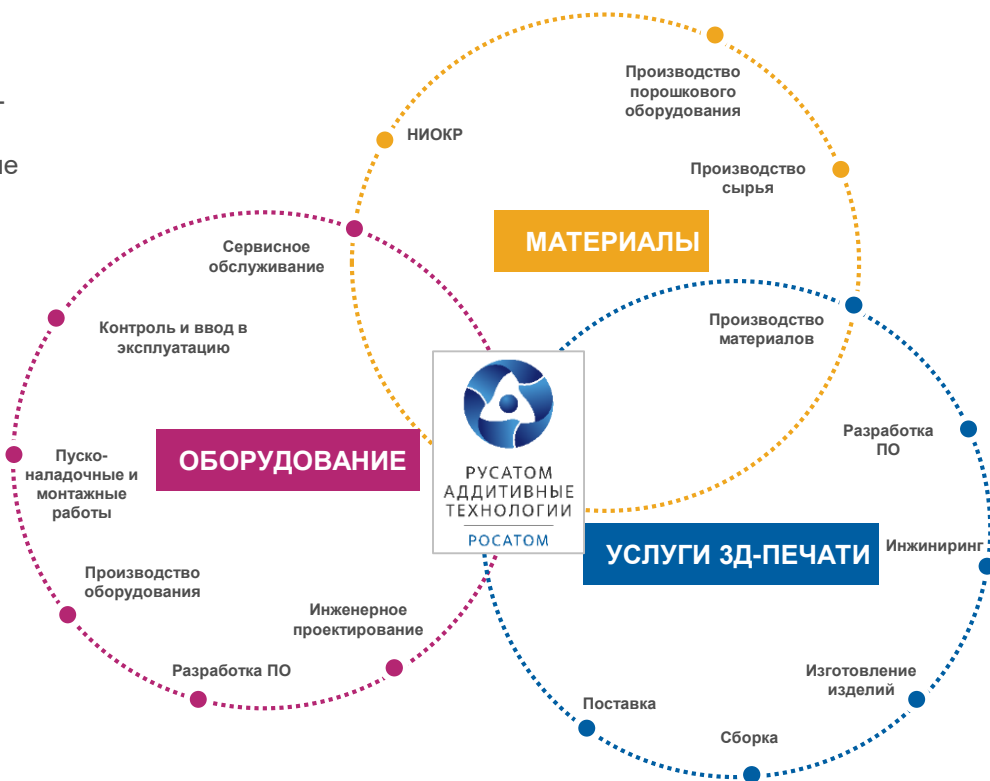 Производство
порошкового
оборудования
НИОКР
Производство
сырья
МАТЕРИАЛЫ
Сервисное
обслуживание
Производство
материалов
Контроль и ввод в
эксплуатацию
Разработка
ПО
ОБОРУДОВАНИЕ
Пуско-
наладочные и
монтажные
работы
РУСАТОМ
АДДИТИВНЫЕ
ТЕХНОЛОГИИ
РОСАТОМ
УСЛУГИ 3Д-ПЕЧАТИ
Инжиниринг
Производство
оборудования
Инженерное
проектирование
Разработка ПО
Изготовление
изделий
Поставка
Сборка